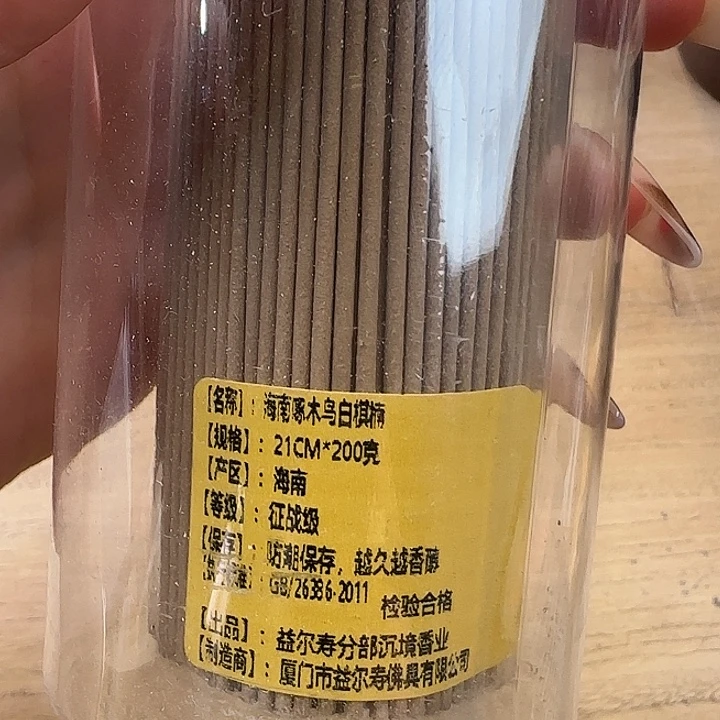 【名称】：海南啄木鸟白棋楠
【规格】：21CM*200克
【产区】：海南
【等级】：征战级
【保存】：防潮保存，越久越香醇
GB/26386-2011 检验合格
【出品】：益尔寿分部沉境香业
【制造商】：厦门市益尔寿佛具有限公司